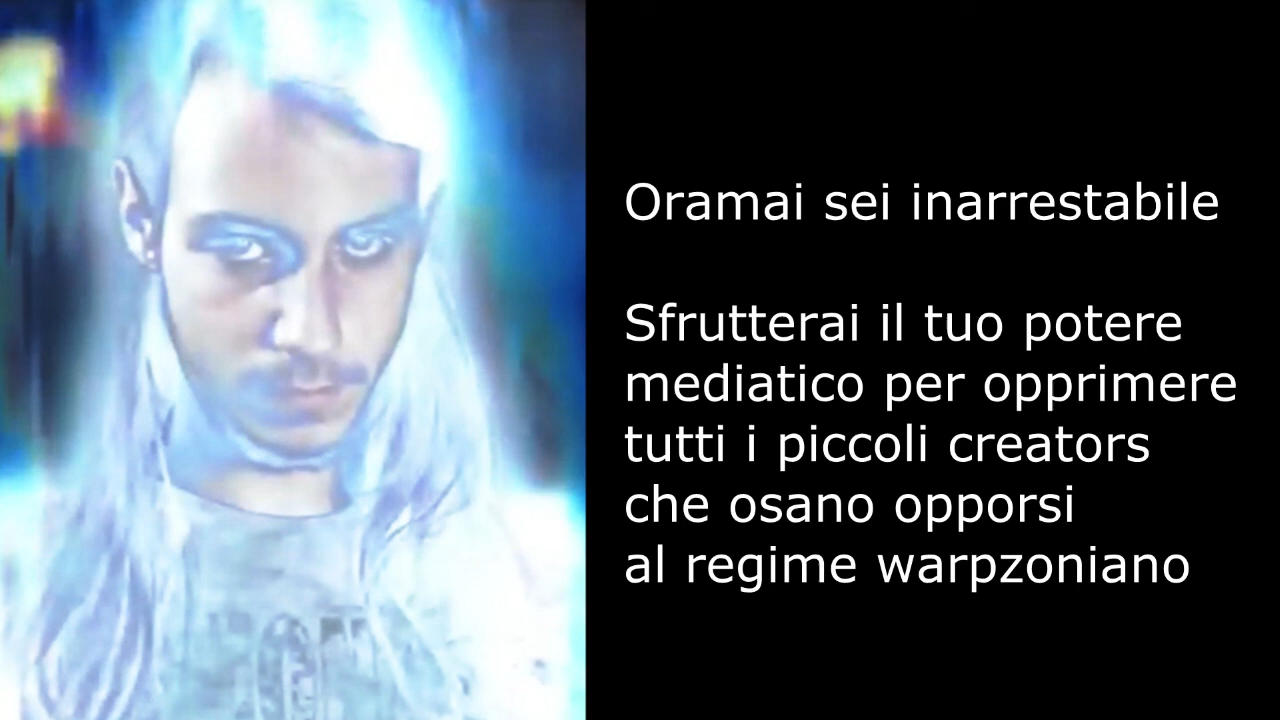 Oramai sei inarrestabile
Sfrutterai il tuo potere
mediatico per opprimere
tutti i piccoli creators
che osano opporsi
al regime warpzoniano